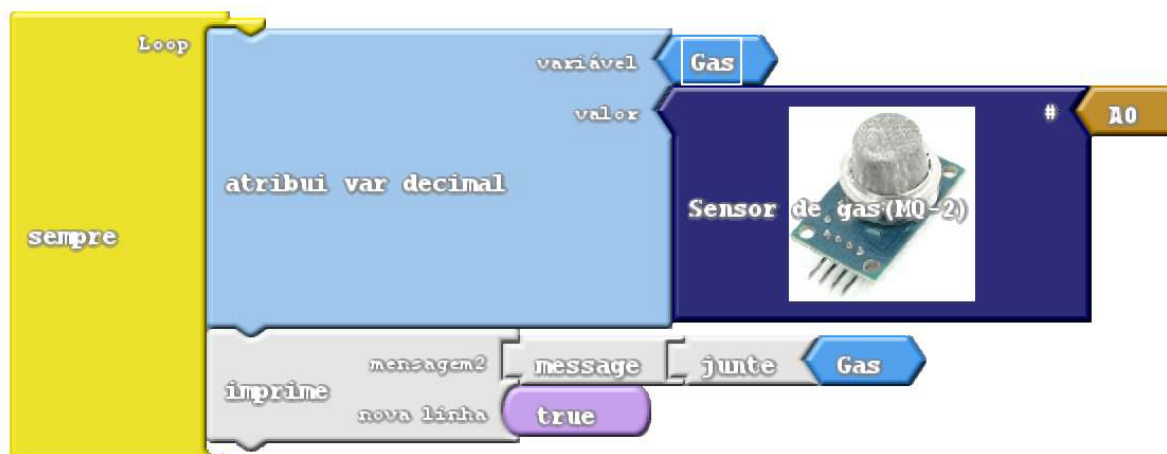 Loop
sempre
atribui var decimal
variável
Gas
valor
Sensor de gas(MQ-2)
#
A0
imprime
mensagem2
message
junte
Gas
nova linha
true